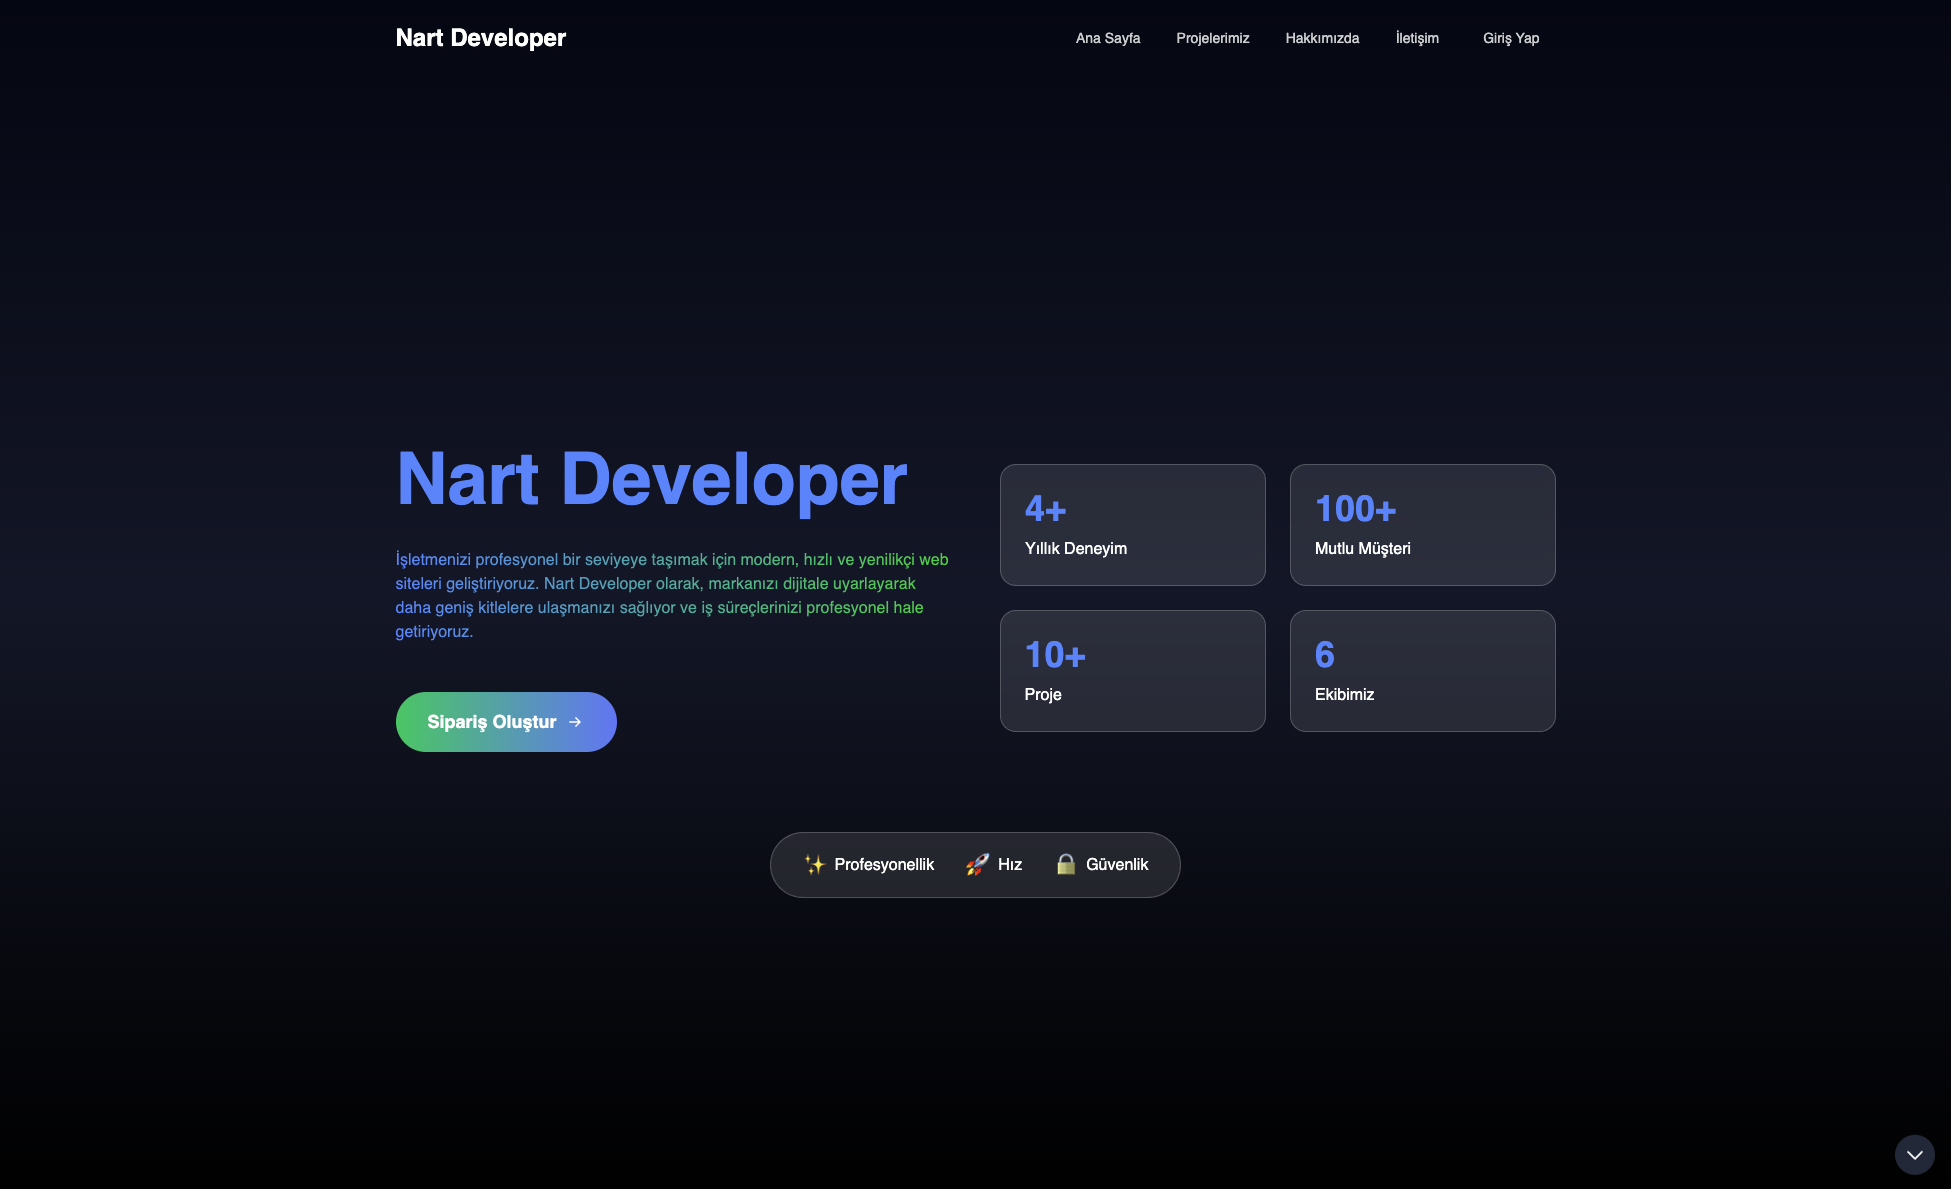 Nart Developer
Ana Sayfa
Projelerimiz
Hakkımızda
İletişim
Giriş Yap
Nart Developer
İşletmenizi profesyonel bir seviyeye taşımak için modern, hızlı ve yenilikçi web
siteleri geliştiriyoruz. Nart Developer olarak, markanızı dijitale uyarlayarak
daha geniş kitlelere ulaşmanızı sağlıyor ve iş süreçlerinizi profesyonel hale
getiriyoruz.
Sipariş Oluştur →
4+
Yıllık Deneyim
100+
Mutlu Müşteri
10+
Proje
6
Ekibimiz
✨ Profesyonellik
🚀 Hız
🔒 Güvenlik